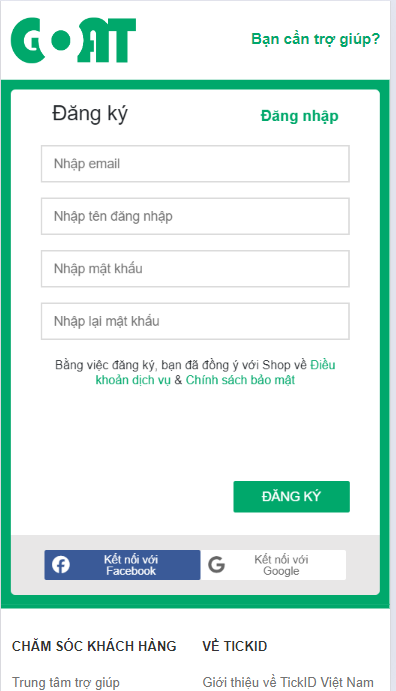 GOAT
Bạn cần trợ giúp?
Đăng ký
Đăng nhập
Nhập email
Nhập tên đăng nhập
Nhập mật khẩu
Nhập lại mật khẩu
Bằng việc đăng ký, bạn đã đồng ý với Shop về Điều
khoản dịch vụ & Chính sách bảo mật
ĐĂNG KÝ
Kết nối với
Facebook
Kết nối với
Google
CHĂM SÓC KHÁCH HÀNG
VỀ TICKID
Trung tâm trợ giúp
Giới thiệu về TickID Việt Nam